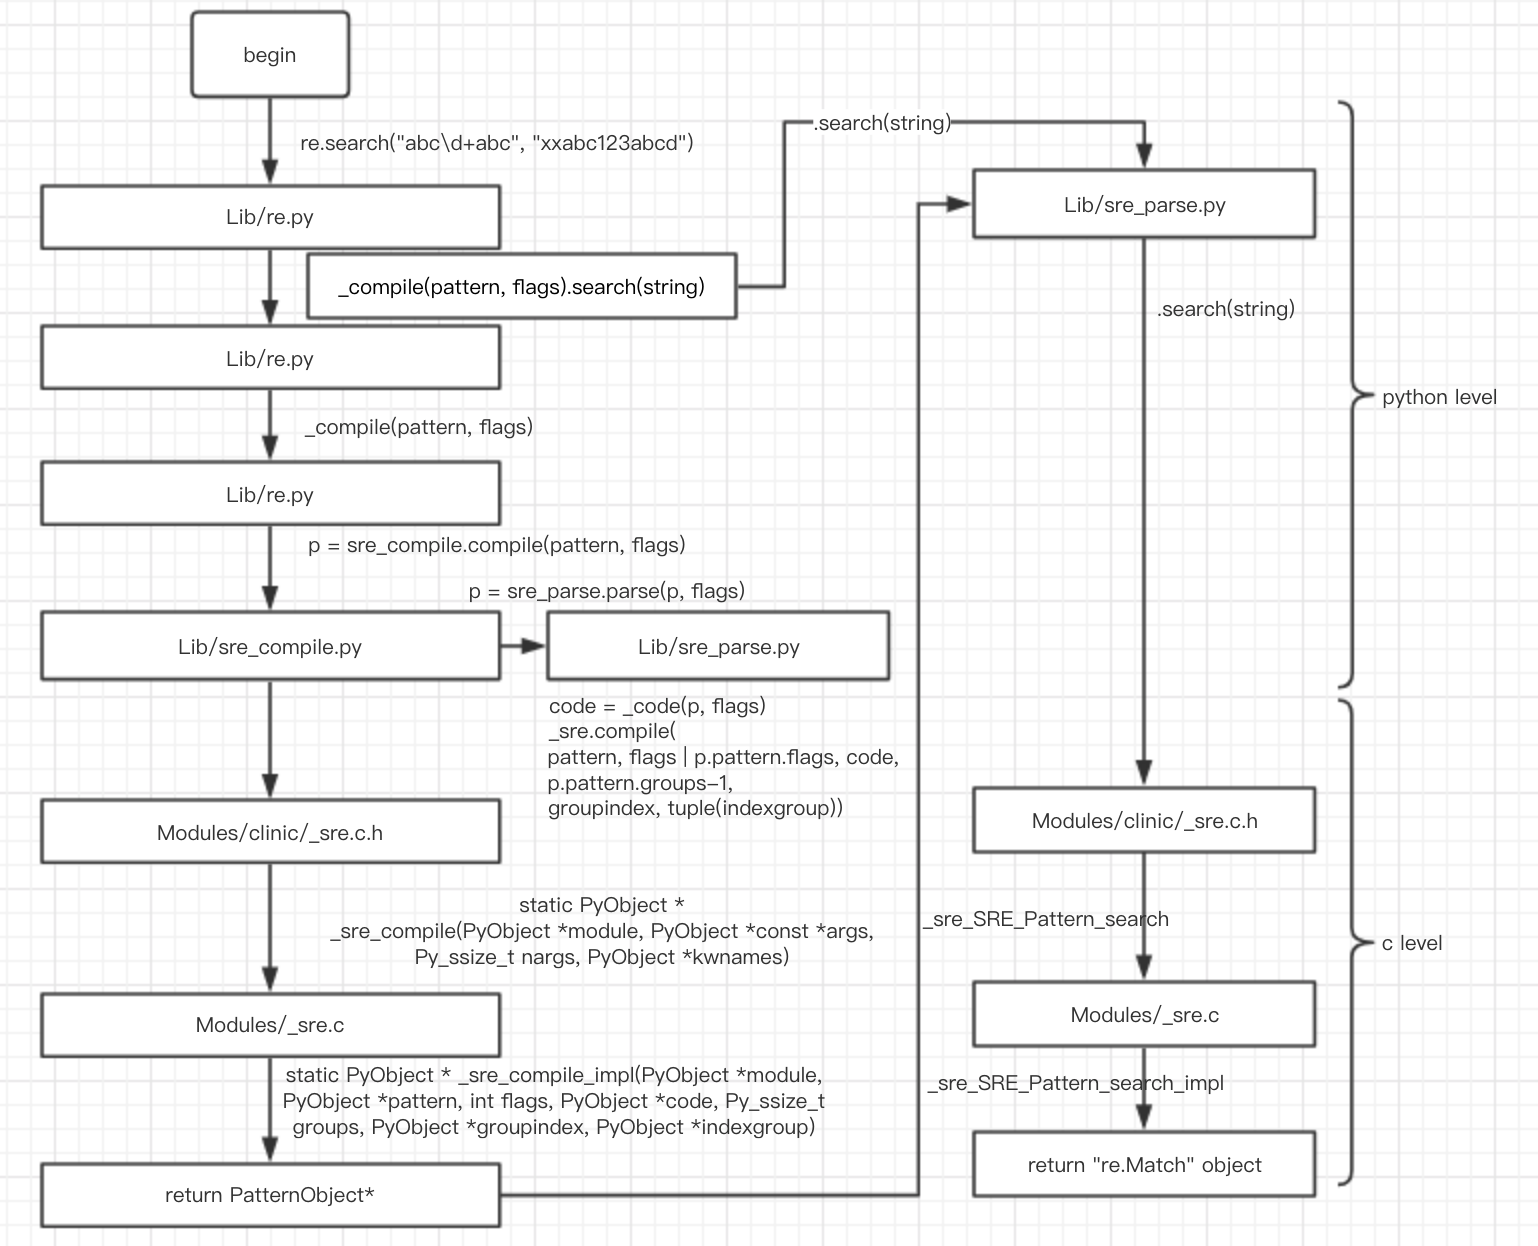 begin
re.search("abc\d+abc", "xxabc123abcd")
Lib/re.py
_compile(pattern, flags).search(string)
Lib/re.py
_compile(pattern, flags)
Lib/re.py
p = sre_compile.compile(pattern, flags)
p = sre_parse.parse(p, flags)
Lib/sre_compile.py
Lib/sre_parse.py
code = _code(p, flags)
_sre.compile(
pattern, flags | p.pattern.flags, code,
p.pattern.groups-1,
groupindex, tuple(indexgroup))
Modules/clinic/_sre.c.h
static PyObject *
_sre_compile(PyObject *module, PyObject *const *args,
Py_ssize_t nargs, PyObject *kwnames)
Modules/_sre.c
static PyObject * _sre_compile_impl(PyObject *module,
PyObject *pattern, int flags, PyObject *code, Py_ssize_t
groups, PyObject *groupindex, PyObject *indexgroup)
return PatternObject*
.search(string)
Lib/sre_parse.py
.search(string)
Modules/clinic/_sre.c.h
_sre_SRE_Pattern_search
Modules/_sre.c
_sre_SRE_Pattern_search_impl
return "re.Match" object
python level
c level